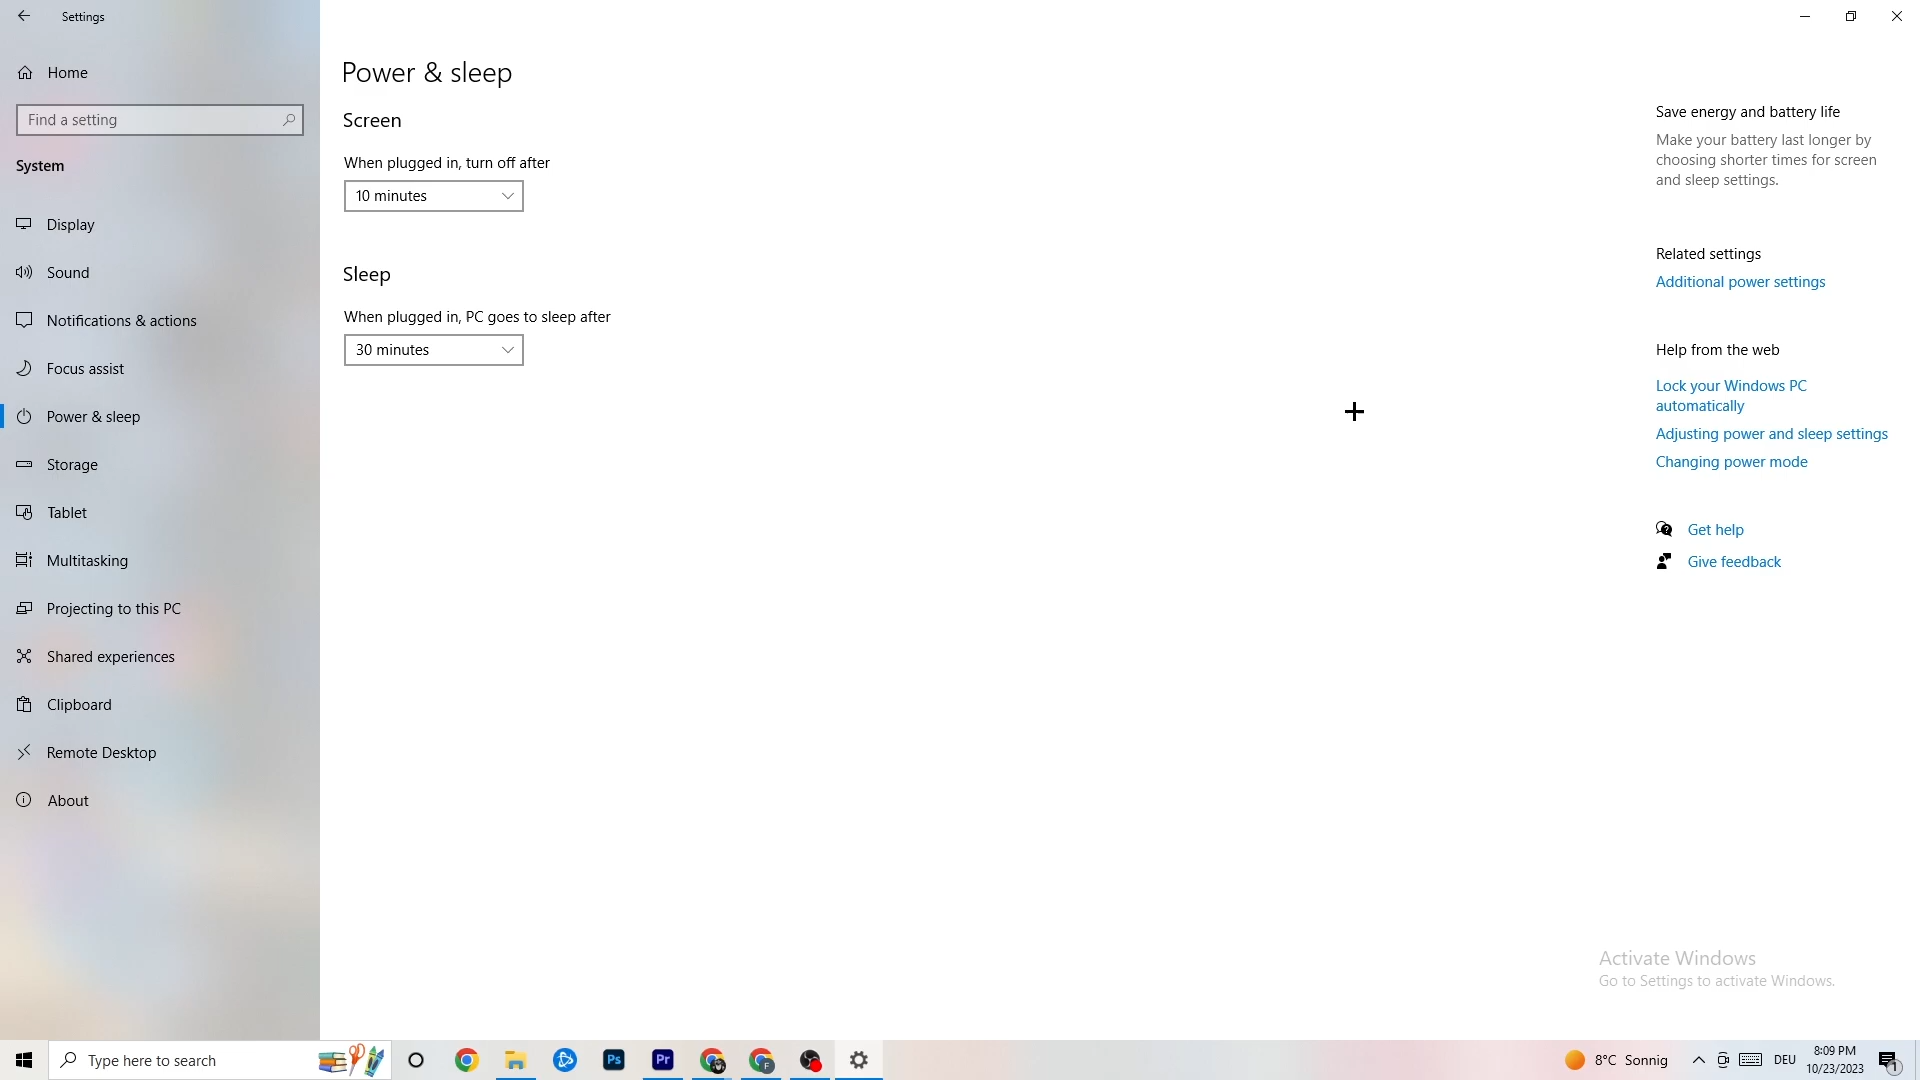 Settings
Home
Find a setting
System
Display
Sound
Notifications & actions
Focus assist
Power & sleep
Storage
Tablet
Multitasking
Projecting to this PC
Shared experiences
Clipboard
Remote Desktop
About
Power & sleep
Screen
When plugged in, turn off after
10 minutes
Sleep
When plugged in, PC goes to sleep after
30 minutes
Save energy and battery life
Make your battery last longer by
choosing shorter times for screen
and sleep settings.
Related settings
Additional power settings
Help from the web
Lock your Windows PC
automatically
Adjusting power and sleep settings
Changing power mode
Get help
Give feedback
Activate Windows
Go to Settings to activate Windows.
Type here to search
Ps
Pr
F
8°C Sonnig
DEU
8:09 PM
10/23/2023
1